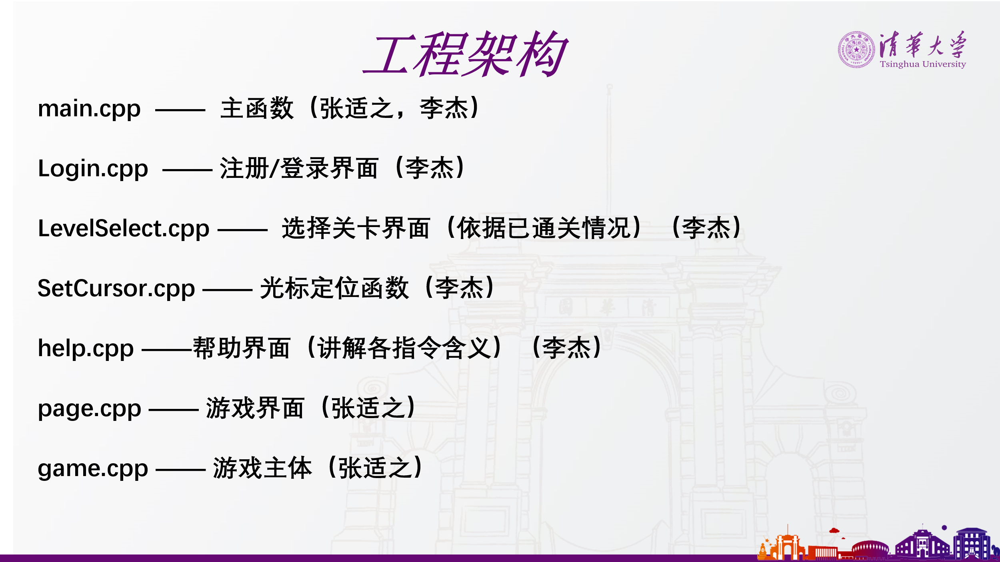 工程架构
清華大学
Tsinghua University
main.cpp —— 主函数（张适之，李杰）
Login.cpp —— 注册/登录界面（李杰）
LevelSelect.cpp —— 选择关卡界面（依据已通关情况）（李杰）
SetCursor.cpp —— 光标定位函数（李杰）
國 華 清
help.cpp ——帮助界面（讲解各指令含义）（李杰）
page.cpp —— 游戏界面（张适之）
game.cpp —— 游戏主体（张适之）